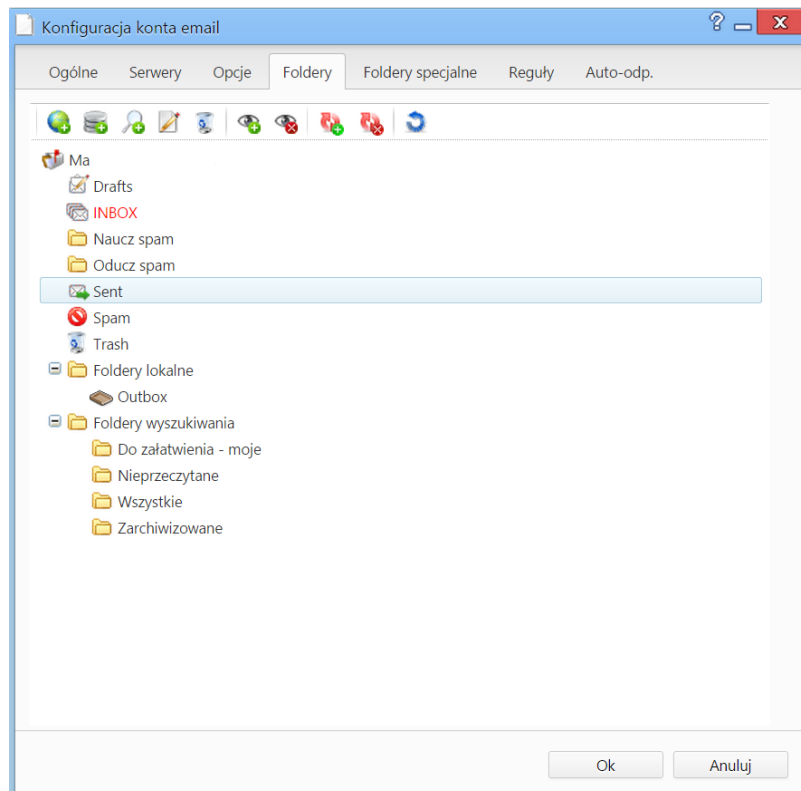 Konfiguracja konta email
Ogólne Serwery Opcje Foldery Foldery specjalne Reguły Auto-odp.
Ma
Drafts
INBOX
Naucz spam
Oducz spam
Sent
Spam
Trash
Foldery lokalne
Outbox
Foldery wyszukiwania
Do załatwienia - moje
Nieprzeczytane
Wszystkie
Zarchiwizowane
Ok Anuluj